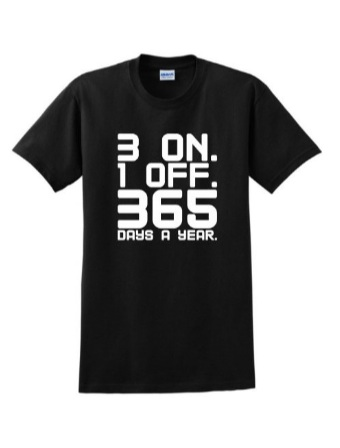 3 ON.
1 OFF.
365
DAYS A YEAR.